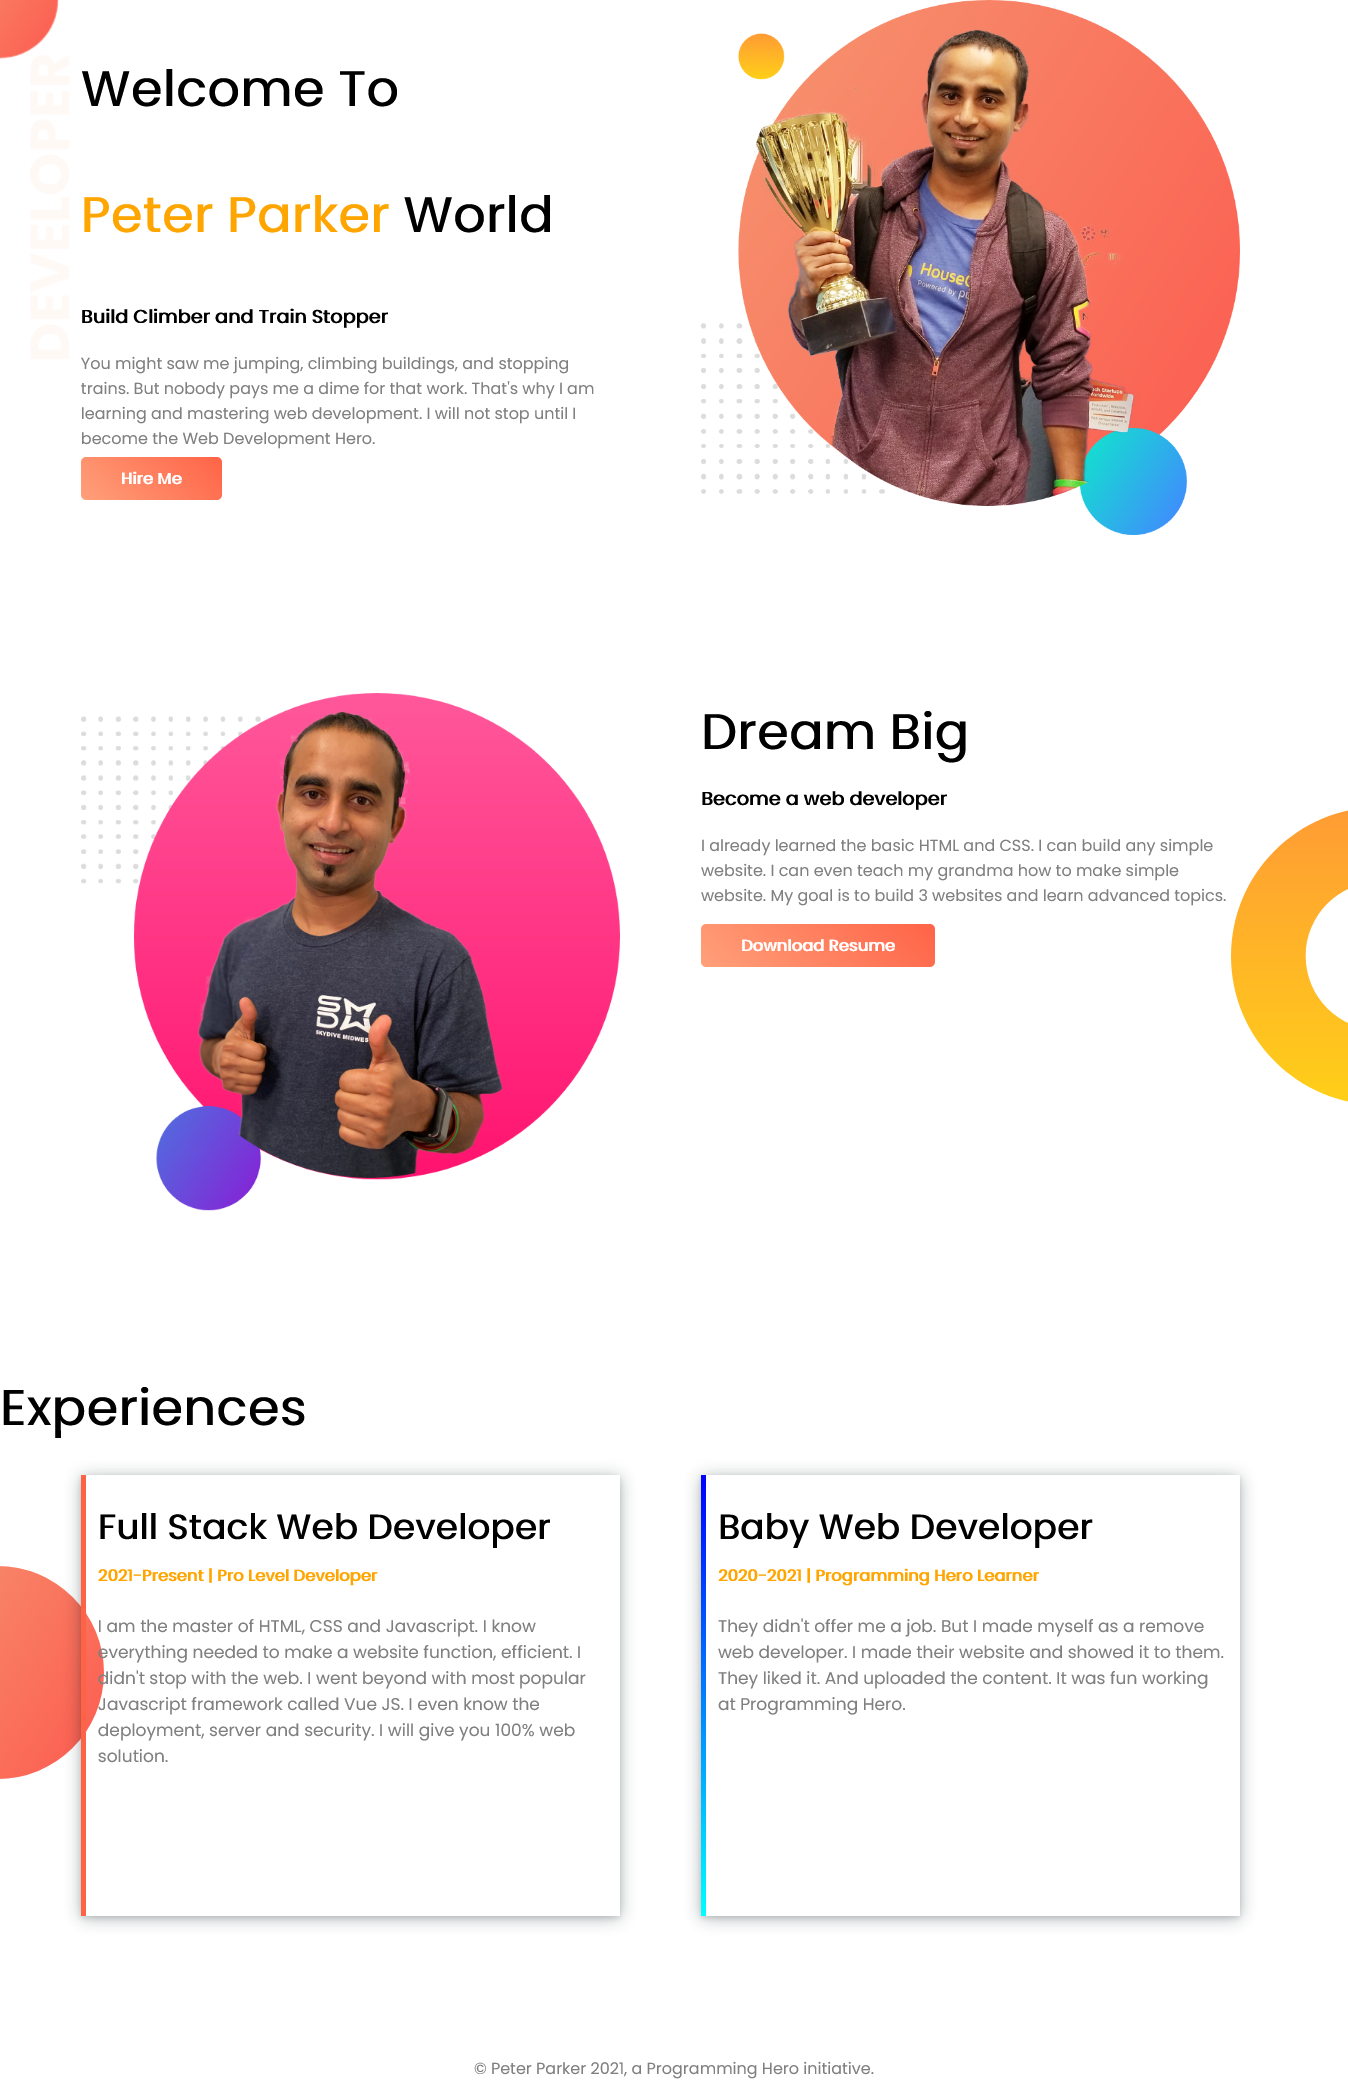 DEVELOPER
Welcome To
Peter Parker World
Build Climber and Train Stopper
You might saw me jumping, climbing buildings, and stopping
trains. But nobody pays me a dime for that work. That's why I am
learning and mastering web development. I will not stop until I
become the Web Development Hero.
Hire Me
Powered by
Dream Big
Become a web developer
I already learned the basic HTML and CSS. I can build any simple
website. I can even teach my grandma how to make simple
website. My goal is to build 3 websites and learn advanced topics.
Download Resume
SKYDIVE
Experiences
Full Stack Web Developer
2021-Present | Pro Level Developer
I am the master of HTML, CSS and Javascript. I know
everything needed to make a website function, efficient. I
didn't stop with the web. I went beyond with most popular
Javascript framework called Vue JS. I even know the
deployment, server and security. I will give you 100% web
solution.
Baby Web Developer
2020-2021 | Programming Hero Learner
They didn't offer me a job. But I made myself as a remove
web developer. I made their website and showed it to them.
They liked it. And uploaded the content. It was fun working
at Programming Hero.
© Peter Parker 2021, a Programming Hero initiative.